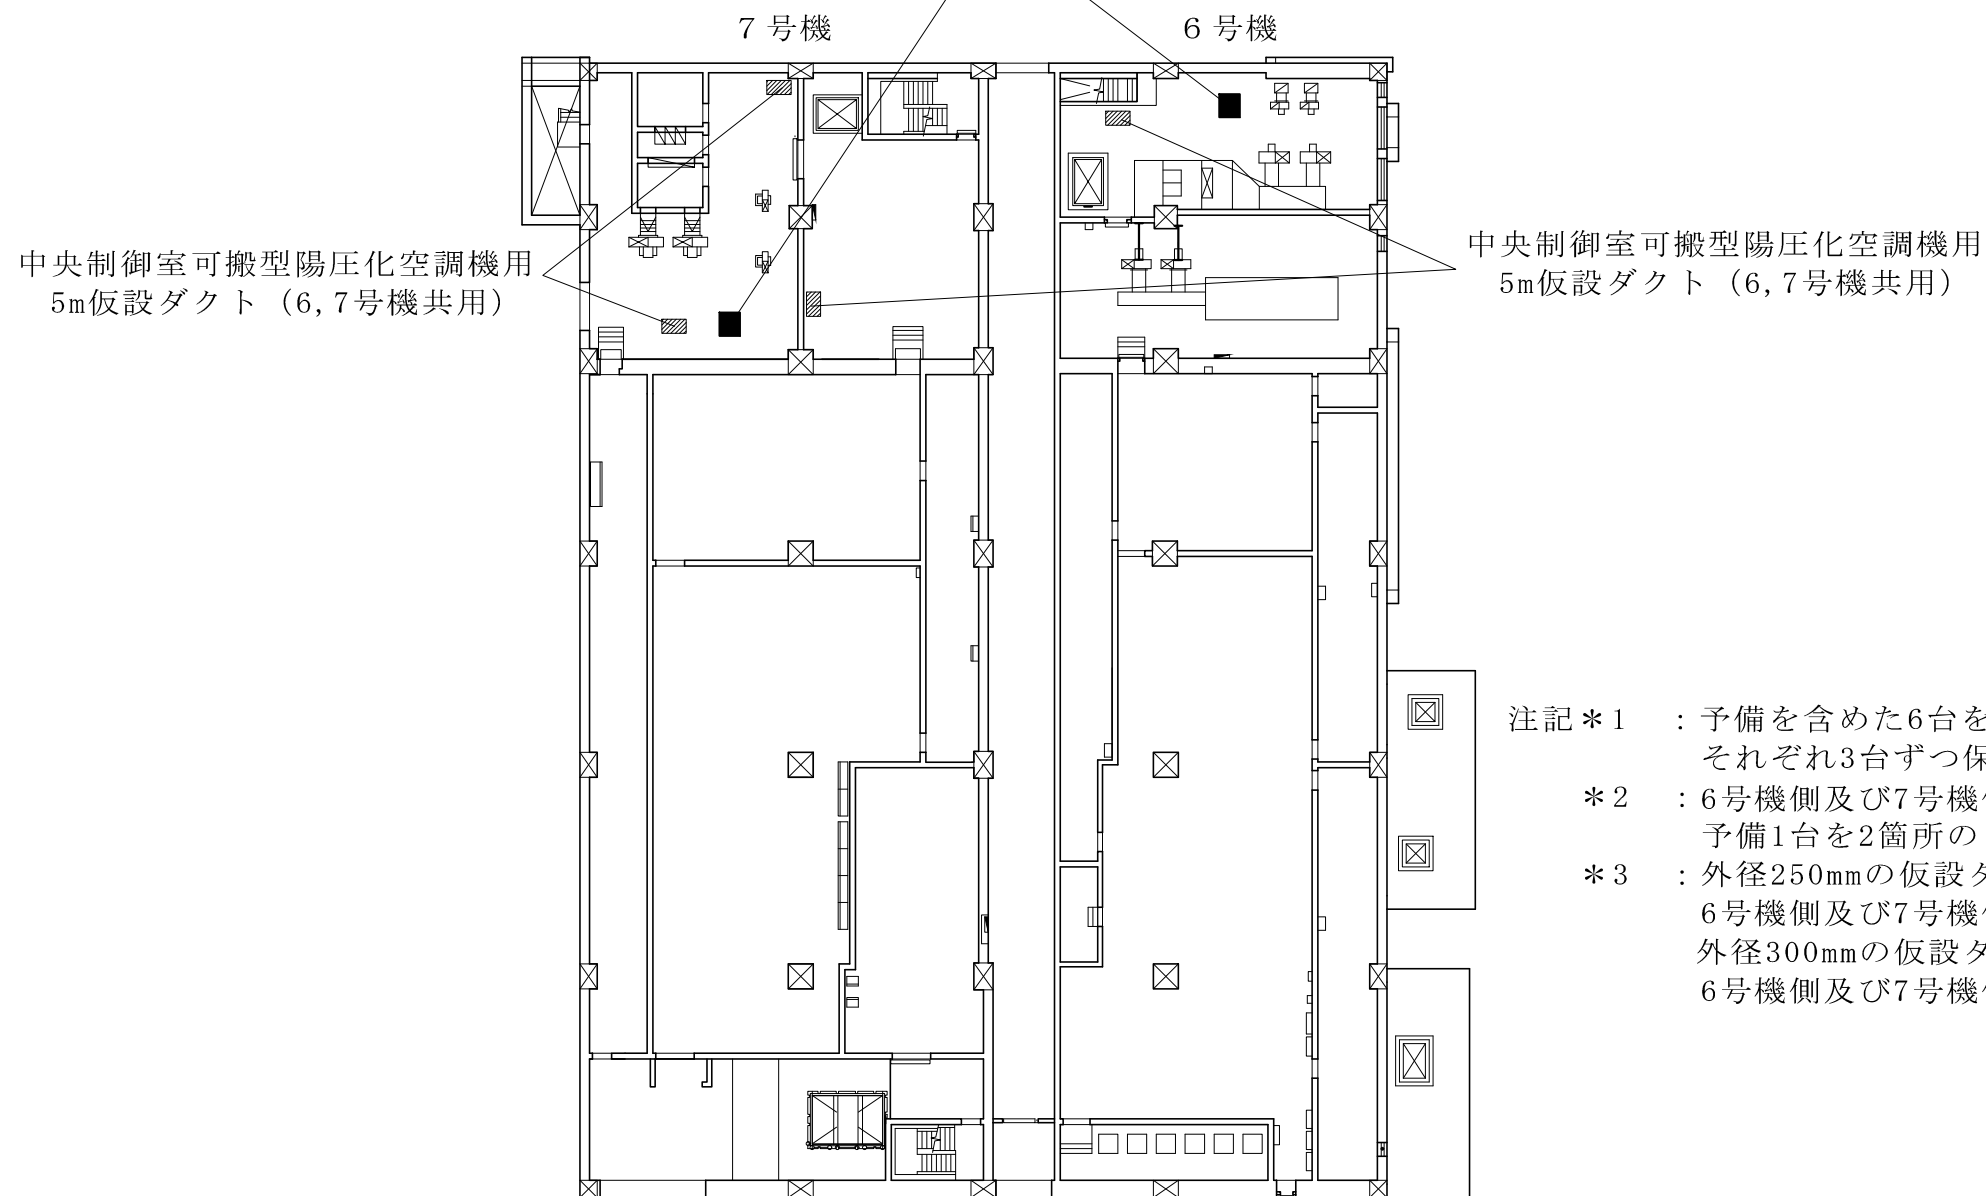 ７号機
６号機
中央制御室可搬型陽圧化空調機用
5m仮設ダクト（6,7号機共用）
中央制御室可搬型陽圧化空調機用
5m仮設ダクト（6,7号機共用）
注記＊1　：予備を含めた6台を
それぞれ3台ずつ保
＊2　：6号機側及び7号機
予備1台を2箇所の
＊3　：外径250mmの仮設
6号機側及び7号機
外径300mmの仮設
6号機側及び7号機